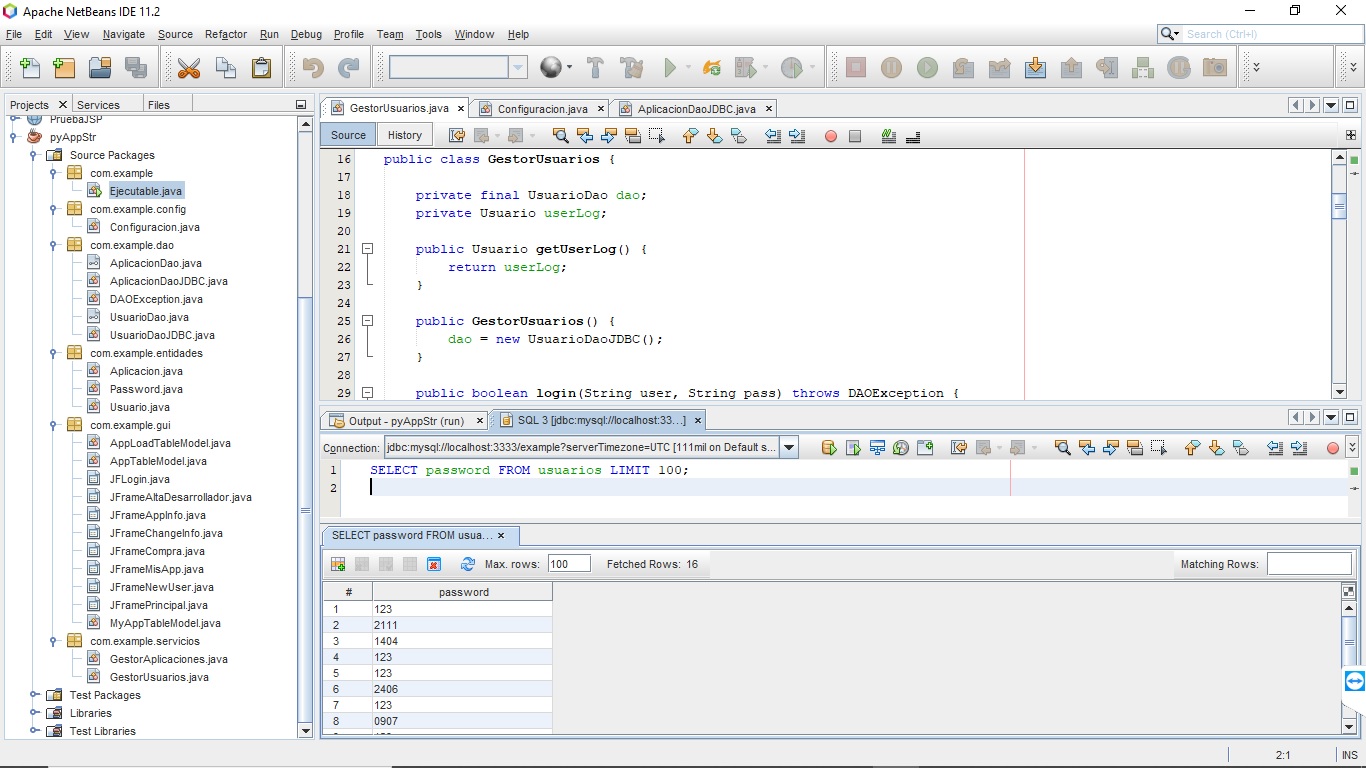 Apache NetBeans IDE 11.2
File Edit View Navigate Source Refactor Run Debug Profile Team Tools Window Help
Search (Ctrl+I)
Projects Services Files
PruebaJSP
pyAppStr
Source Packages
com.example
Ejecutable.java
com.example.config
Configuracion.java
com.example.dao
AplicacionDao.java
AplicacionDaoJDBC.java
DAOException.java
UsuarioDao.java
UsuarioDaoJDBC.java
com.example.entidades
Aplicacion.java
Password.java
Usuario.java
com.example.gui
AppLoadTableModel.java
AppTableModel.java
JFLogin.java
JFrameAltaDesarrollador.java
JFrameAppInfo.java
JFrameChangeInfo.java
JFrameCompra.java
JFrameMisApp.java
JFrameNewUser.java
JFramePrincipal.java
MyAppTableModel.java
com.example.servicios
GestorAplicaciones.java
GestorUsuarios.java
Test Packages
Libraries
Test Libraries
GestorUsuarios.java Configuracion.java AplicacionDaoJDBC.java
Source History
16 public class GestorUsuarios {
17
18 private final UsuarioDao dao;
19 private Usuario userLog;
20
21 public Usuario getUserLog() {
22 return userLog;
23 }
24
25 public GestorUsuarios() {
26 dao = new UsuarioDaoJDBC();
27 }
28
29 public boolean login(String user, String pass) throws DAOException {
Output - pyAppStr (run) SQL 3 [jdbc:mysql://localhost:33...]
Connection: jdbc:mysql://localhost:3333/example?serverTimezone=UTC [111mil on Default s...
1 SELECT password FROM usuarios LIMIT 100;
2
SELECT password FROM usua...
Max. rows: 100 Fetched Rows: 16 Matching Rows:
# password
1 123
2 2111
3 1404
4 123
5 123
6 2406
7 123
8 0907
2:1 INS